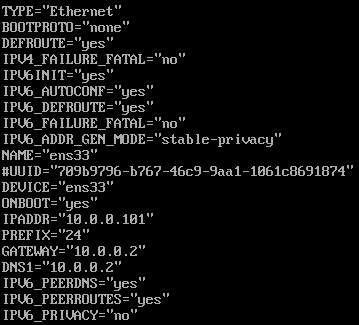 TYPE="Ethernet"
BOOTPROTO="none"
DEFROUTE="yes"
IPV4_FAILURE_FATAL="no"
IPV6INIT="yes"
IPV6_AUTOCONF="yes"
IPV6_DEFROUTE="yes"
IPV6_FAILURE_FATAL="no"
IPV6_ADDR_GEN_MODE="stable-privacy"
NAME="ens33"
#UUID="709b9796-b767-46c9-9aa1-1061c8691874"
DEVICE="ens33"
ONBOOT="yes"
IPADDR="10.0.0.101"
PREFIX="24"
GATEWAY="10.0.0.2"
DNS1="10.0.0.2"
IPV6_PEERDNS="yes"
IPV6_PEERROUTES="yes"
IPV6_PRIVACY="no"